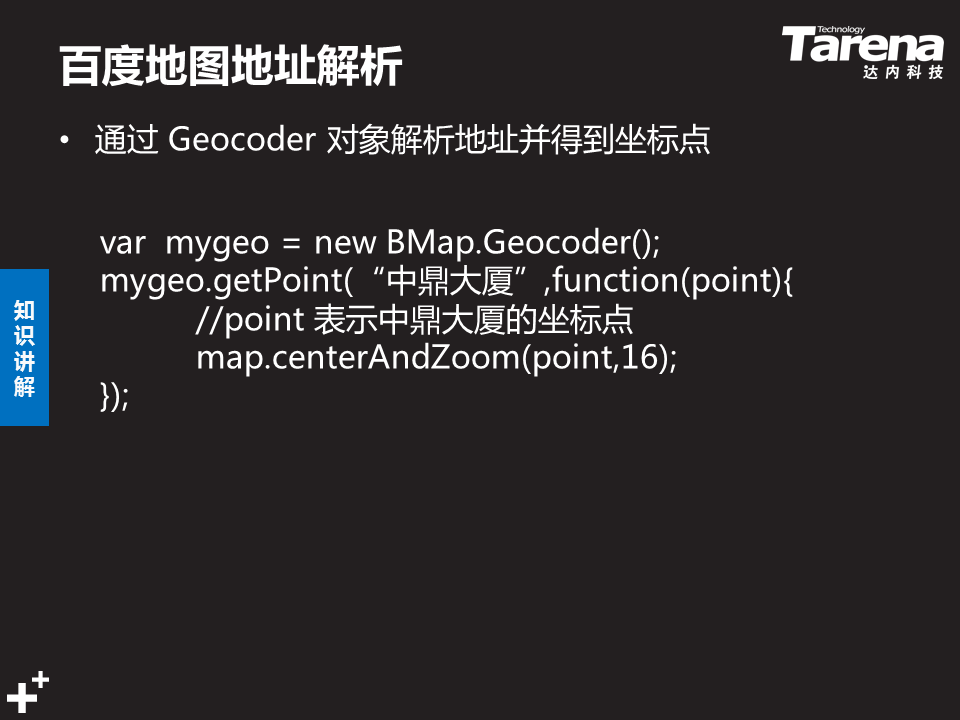 百度地图地址解析
Technology
Tarena
达内科技
• 通过 Geocoder 对象解析地址并得到坐标点
var  mygeo = new BMap.Geocoder();
mygeo.getPoint(“中鼎大厦”,function(point){
//point 表示中鼎大厦的坐标点
map.centerAndZoom(point,16);
});
知
识
讲
解